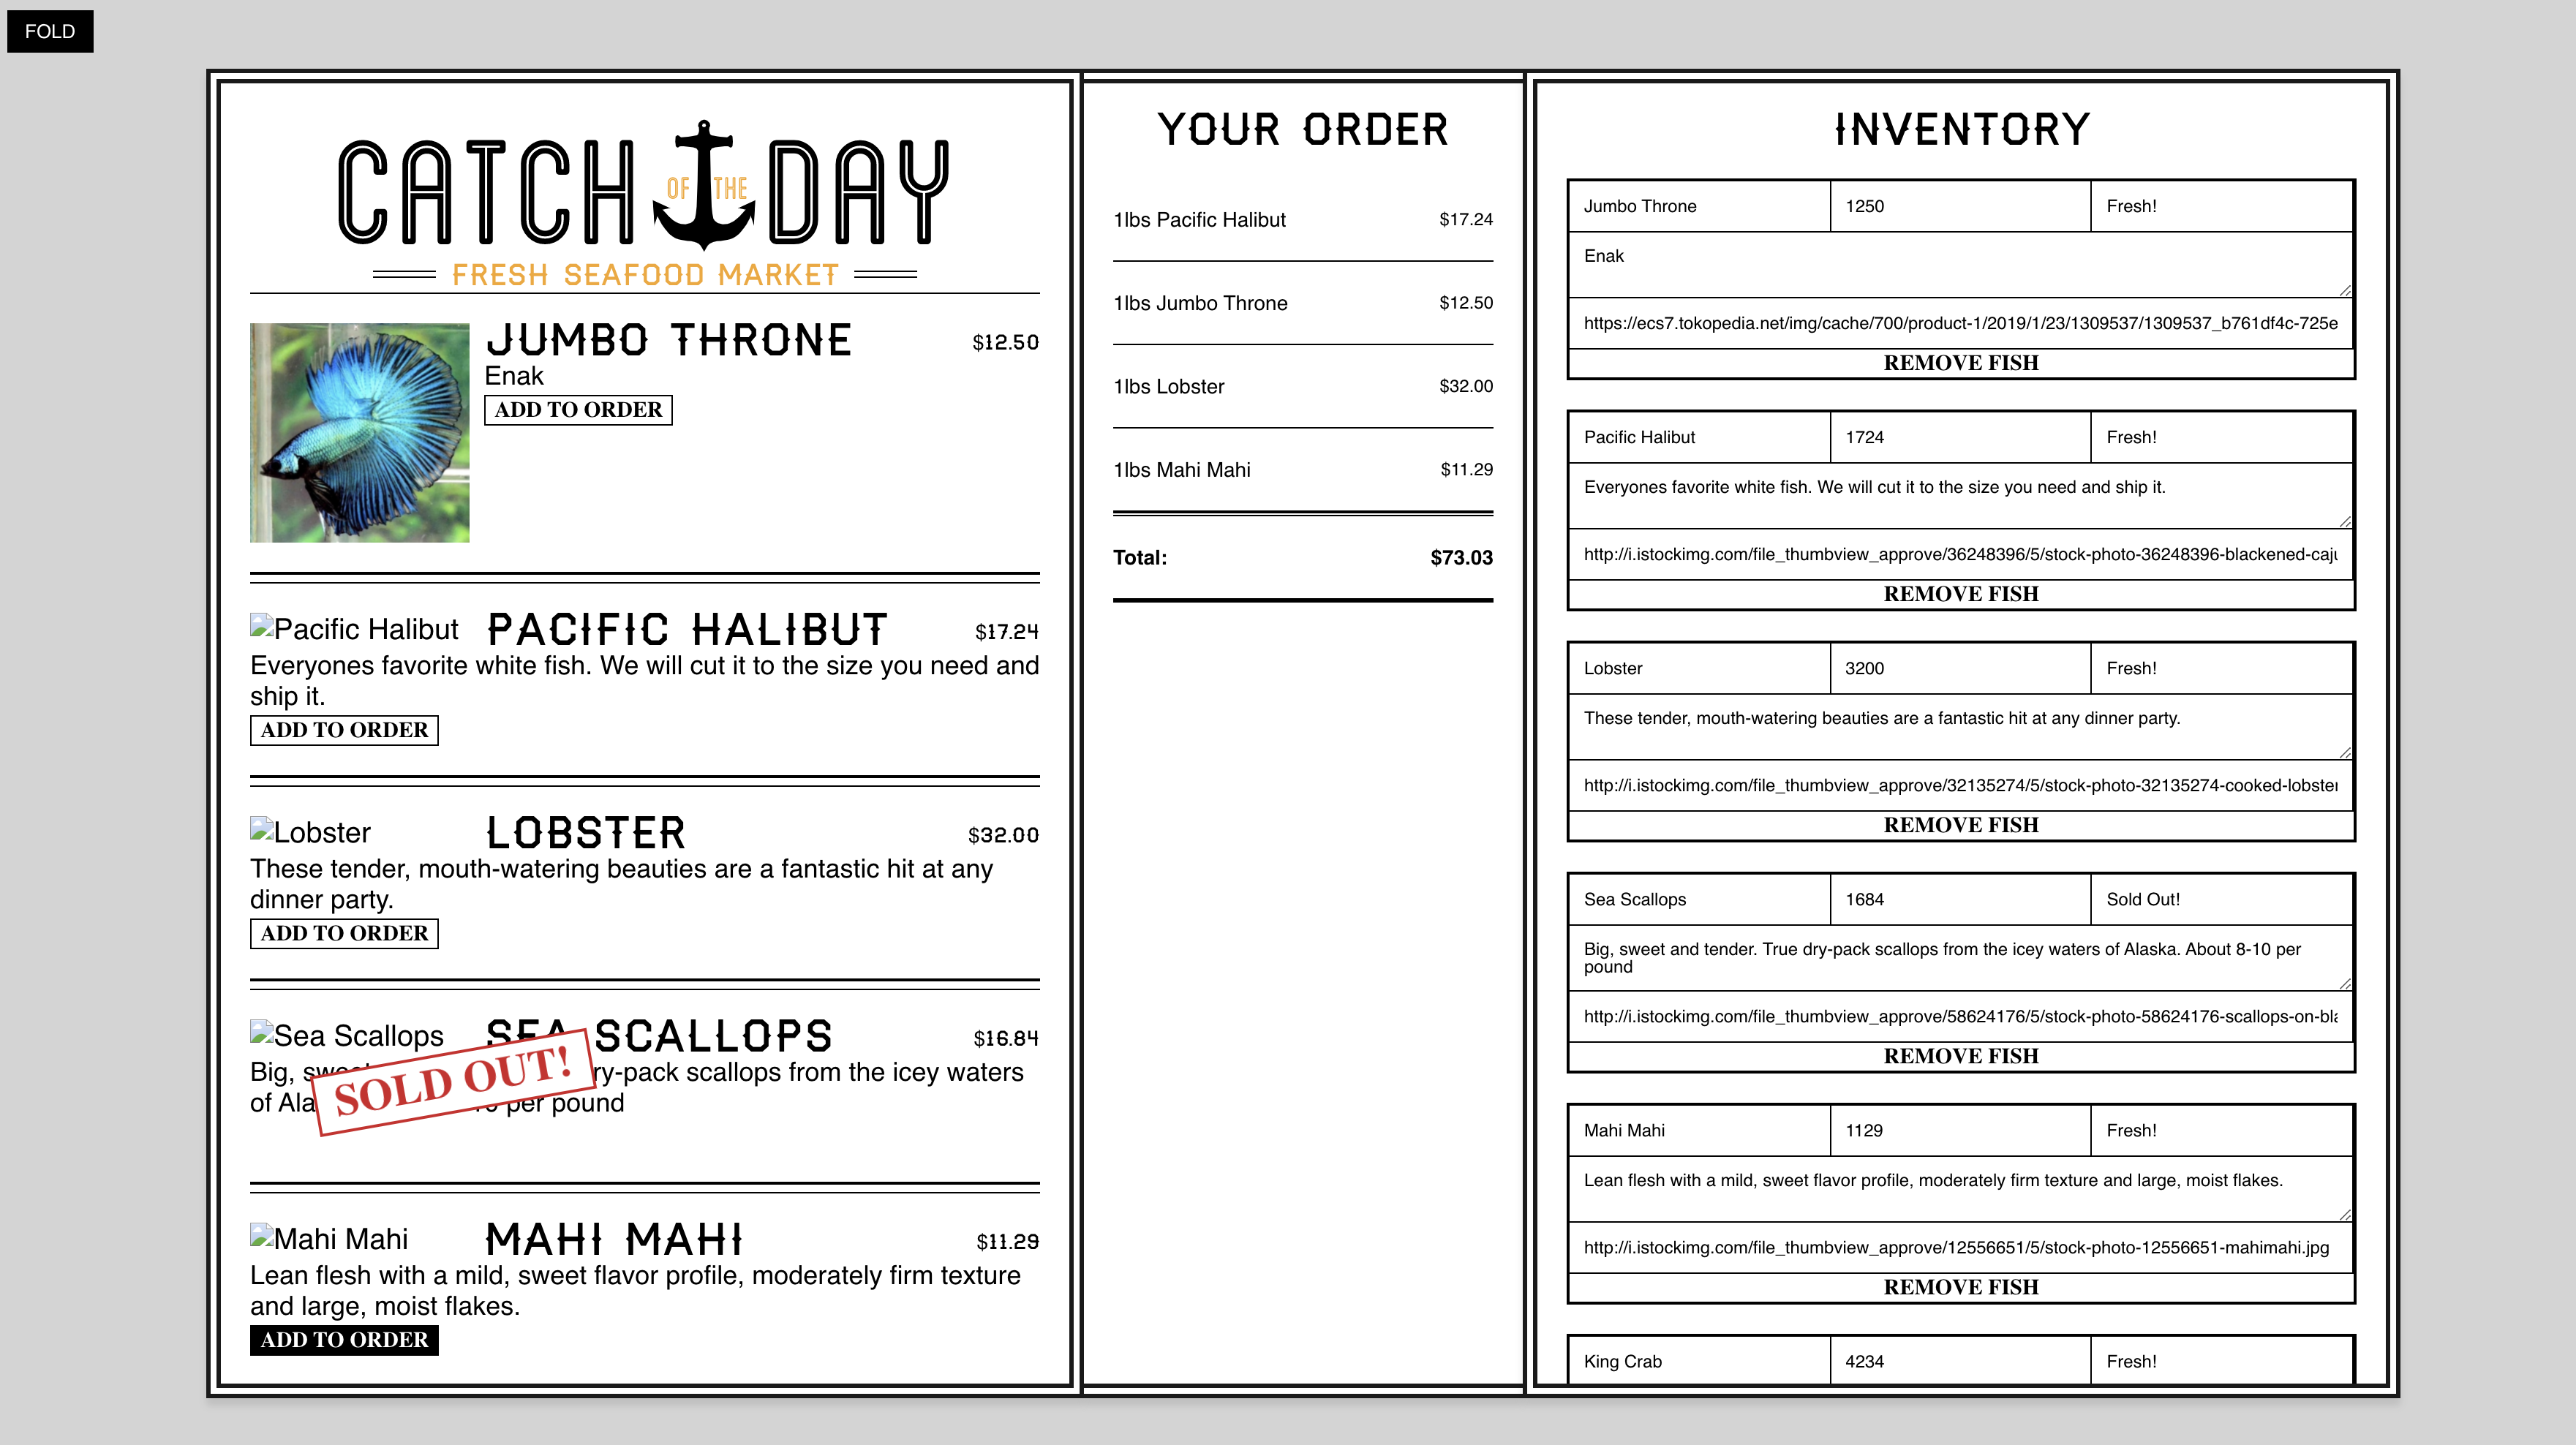 FOLD
CATCH OF THE DAY
FRESH SEAFOOD MARKET
JUMBO THRONE $12.50
Enak
ADD TO ORDER
Pacific Halibut PACIFIC HALIBUT $17.24
Everyones favorite white fish. We will cut it to the size you need and
ship it.
ADD TO ORDER
Lobster LOBSTER $32.00
These tender, mouth-watering beauties are a fantastic hit at any
dinner party.
ADD TO ORDER
Sea Scallops SEA SCALLOPS $16.84
Big, ry-pack scallops from the icey waters
of Ala per pound
SOLD OUT!
Mahi Mahi MAHI MAHI $11.29
Lean flesh with a mild, sweet flavor profile, moderately firm texture
and large, moist flakes.
ADD TO ORDER
YOUR ORDER
1lbs Pacific Halibut $17.24
1lbs Jumbo Throne $12.50
1lbs Lobster $32.00
1lbs Mahi Mahi $11.29
Total: $73.03
INVENTORY
Jumbo Throne 1250 Fresh!
Enak
https://ecs7.tokopedia.net/img/cache/700/product-1/2019/1/23/1309537/1309537_b761df4c-725e
REMOVE FISH
Pacific Halibut 1724 Fresh!
Everyones favorite white fish. We will cut it to the size you need and ship it.
http://i.istockimg.com/file_thumbview_approve/36248396/5/stock-photo-36248396-blackened-caju
REMOVE FISH
Lobster 3200 Fresh!
These tender, mouth-watering beauties are a fantastic hit at any dinner party.
http://i.istockimg.com/file_thumbview_approve/32135274/5/stock-photo-32135274-cooked-lobster
REMOVE FISH
Sea Scallops 1684 Sold Out!
Big, sweet and tender. True dry-pack scallops from the icey waters of Alaska. About 8-10 per
pound
http://i.istockimg.com/file_thumbview_approve/58624176/5/stock-photo-58624176-scallops-on-bla
REMOVE FISH
Mahi Mahi 1129 Fresh!
Lean flesh with a mild, sweet flavor profile, moderately firm texture and large, moist flakes.
http://i.istockimg.com/file_thumbview_approve/12556651/5/stock-photo-12556651-mahimahi.jpg
REMOVE FISH
King Crab 4234 Fresh!